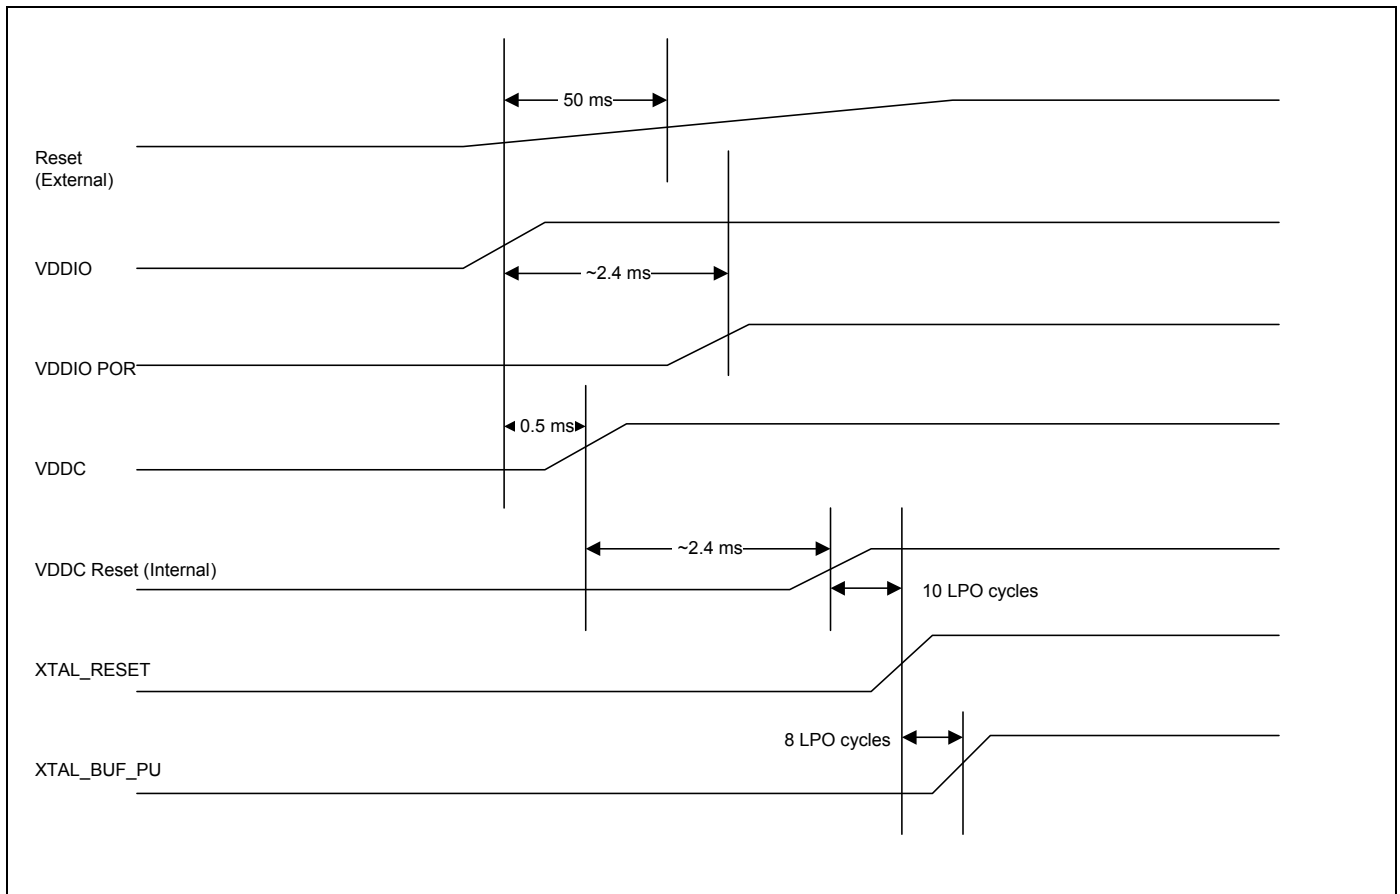 50 ms
Reset
(External)
VDDIO
~2.4 ms
VDDIO POR
0.5 ms
VDDC
~2.4 ms
VDDC Reset (Internal)
10 LPO cycles
XTAL_RESET
8 LPO cycles
XTAL_BUF_PU